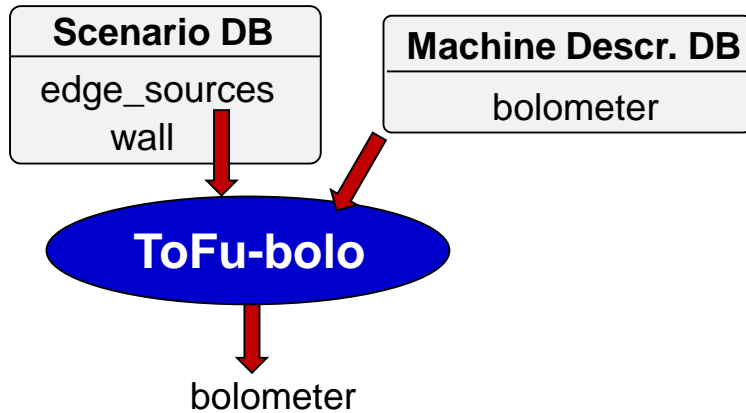 Scenario DB
edge_sources
wall
Machine Descr. DB
bolometer
ToFu-bolo
bolometer